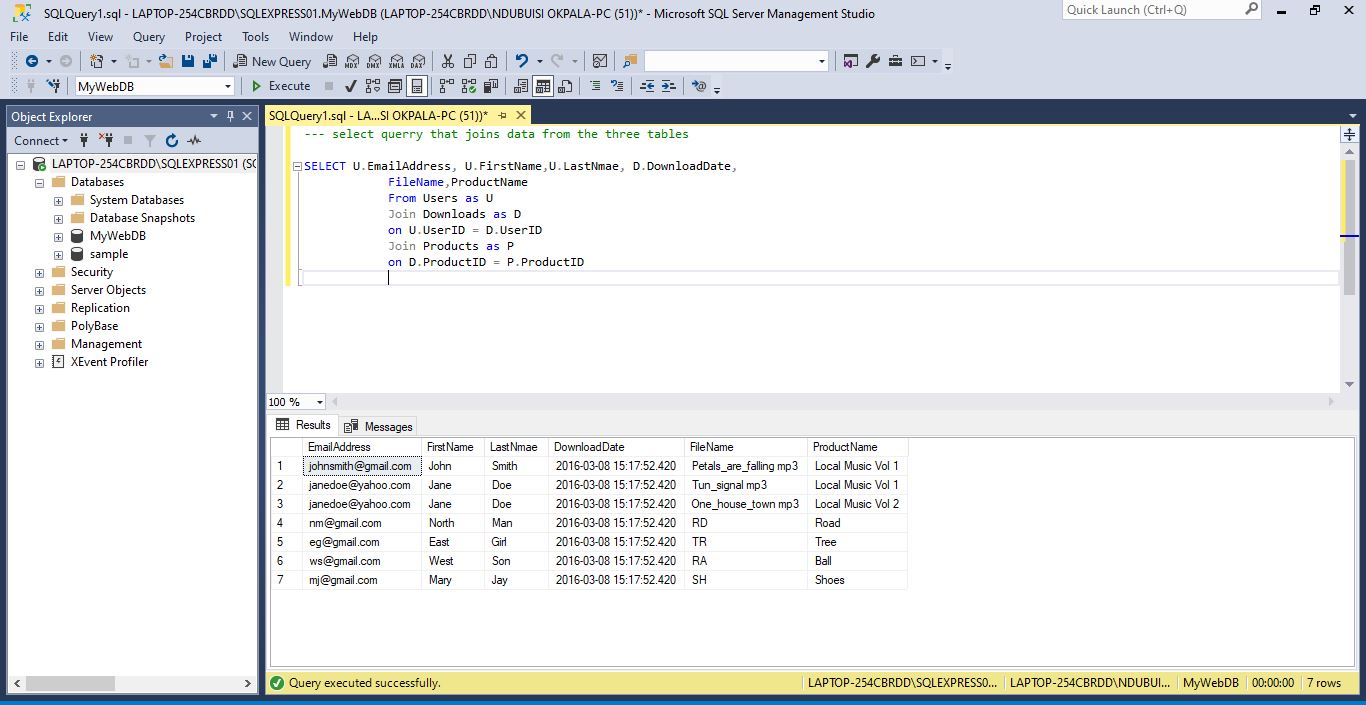 SQLQuery1.sql - LAPTOP-254CBRDD\SQLEXPRESS01.MyWebDB (LAPTOP-254CBRDD\NDUBUISI OKPALA-PC (51))* - Microsoft SQL Server Management Studio
Quick Launch (Ctrl+Q)
File Edit View Query Project Tools Window Help
New Query MDX DMX XMLA DAX
MyWebDB Execute
Object Explorer
Connect
LAPTOP-254CBRDD\SQLEXPRESS01 (SQ
Databases
System Databases
Database Snapshots
MyWebDB
sample
Security
Server Objects
Replication
PolyBase
Management
XEvent Profiler
SQLQuery1.sql - LA...SI OKPALA-PC (51))*
--- select querry that joins data from the three tables
SELECT U.EmailAddress, U.FirstName,U.LastNmae, D.DownloadDate,
FileName,ProductName
From Users as U
Join Downloads as D
on U.UserID = D.UserID
Join Products as P
on D.ProductID = P.ProductID
100 %
Results Messages
EmailAddress FirstName LastNmae DownloadDate FileName ProductName
1 johnsmith@gmail.com John Smith 2016-03-08 15:17:52.420 Petals_are_falling mp3 Local Music Vol 1
2 janedoe@yahoo.com Jane Doe 2016-03-08 15:17:52.420 Tun_signal mp3 Local Music Vol 1
3 janedoe@yahoo.com Jane Doe 2016-03-08 15:17:52.420 One_house_town mp3 Local Music Vol 2
4 nm@gmail.com North Man 2016-03-08 15:17:52.420 RD Road
5 eg@gmail.com East Girl 2016-03-08 15:17:52.420 TR Tree
6 ws@gmail.com West Son 2016-03-08 15:17:52.420 RA Ball
7 mj@gmail.com Mary Jay 2016-03-08 15:17:52.420 SH Shoes
Query executed successfully. LAPTOP-254CBRDD\SQLEXPRESS0... LAPTOP-254CBRDD\NDUBUI... MyWebDB 00:00:00 7 rows